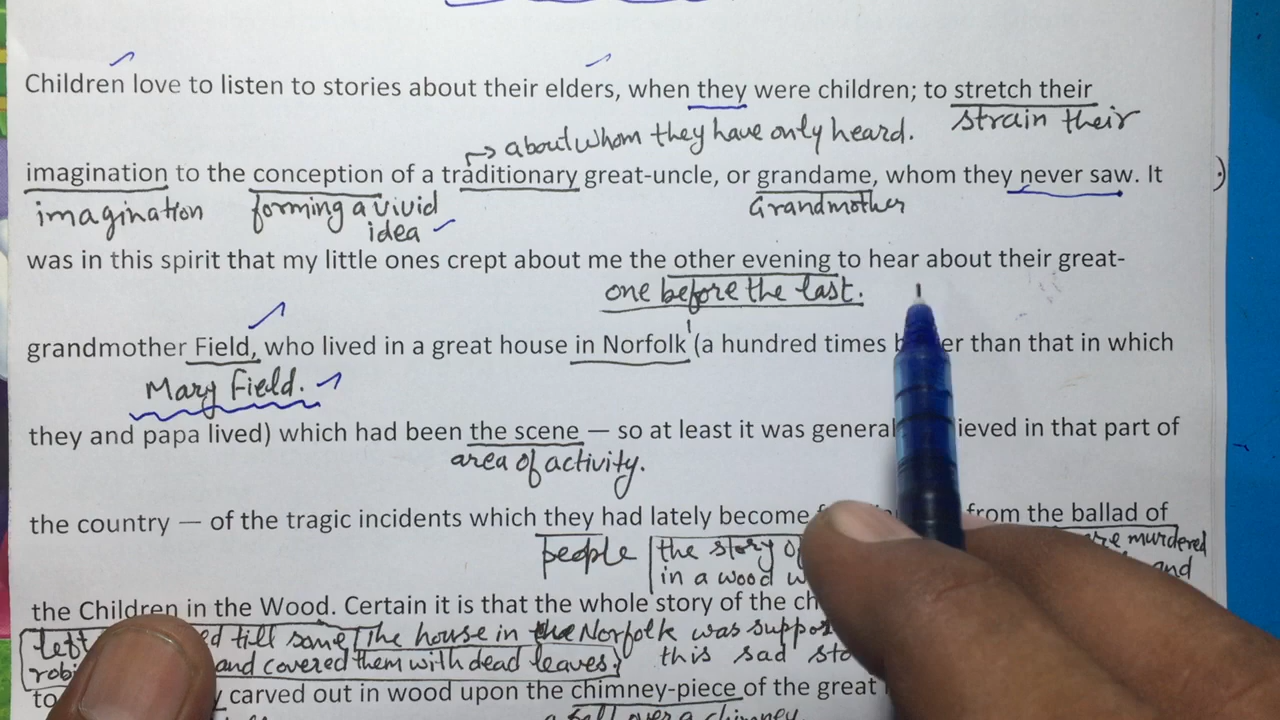 Children love to listen to stories about their elders, when they were children; to stretch their
strain their
about whom they have only heard.
imagination to the conception of a traditionary great-uncle, or grandame, whom they never saw. It
imagination forming a vivid idea Grandmother
was in this spirit that my little ones crept about me the other evening to hear about their great-
one before the last.
grandmother Field, who lived in a great house in Norfolk (a hundred times than that in which
Mary Field.
they and papa lived) which had been the scene — so at least it was in that part of
area of activity.
the country — of the tragic incidents which they had lately become from the ballad of
people the story murdered
in a wood and
the Children in the Wood. Certain it is that the whole story of the
left till some The house in the Norfolk was
and covered them with dead leaves. this sad
to carved out in wood upon the chimney-piece of the great
over a chimney.